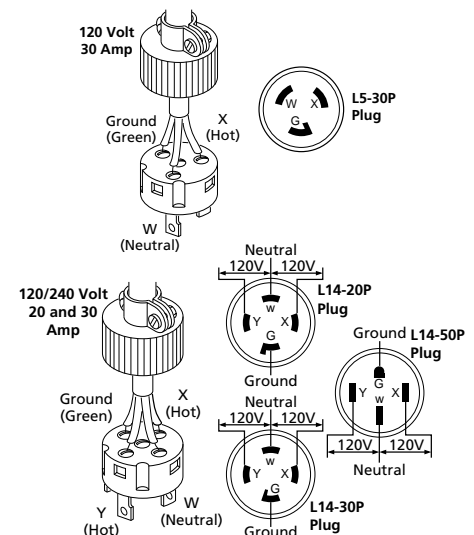 120 Volt
30 Amp
Ground
(Green)
X
(Hot)
W
(Neutral)
W X
G
L5-30P
Plug
120/240 Volt
20 and 30
Amp
Ground
(Green)
X
(Hot)
Y
(Hot)
W
(Neutral)
Neutral
120V 120V
W
Y X
G
L14-20P
Plug
Ground
Neutral
120V 120V
W
Y X
G
L14-30P
Plug
Ground
Ground
L14-50P
Plug
G
Y X
W
120V 120V
Neutral